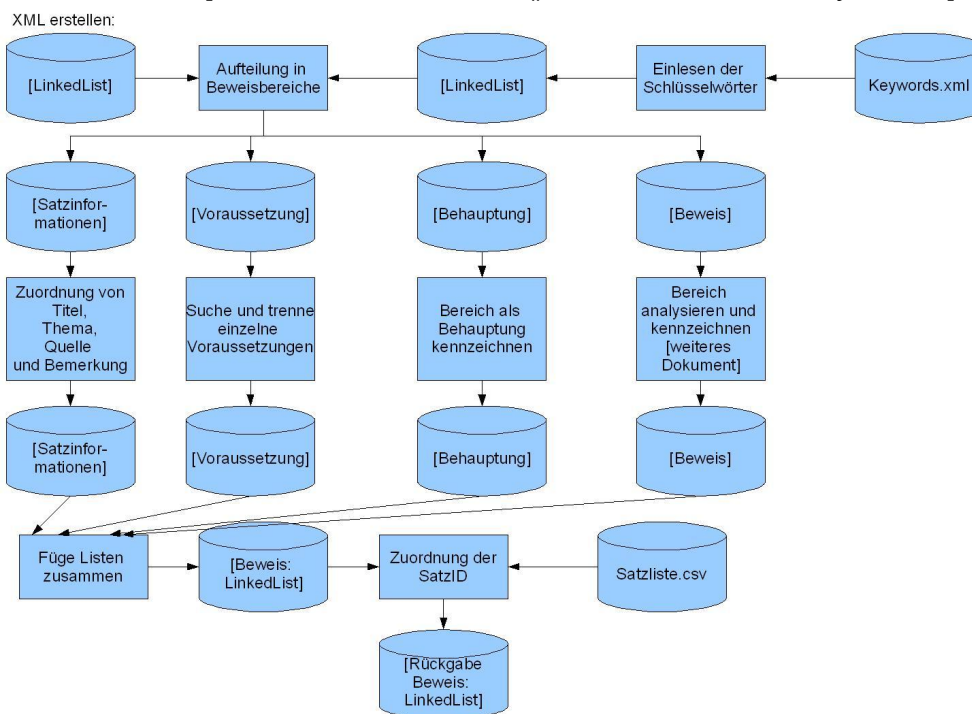 XML erstellen:
[LinkedList]
Aufteilung in
Beweisbereiche
[LinkedList]
Einlesen der
Schlüsselwörter
Keywords.xml
[Satzinfor-
mationen]
[Voraussetzung]
[Behauptung]
[Beweis]
Zuordnung von
Titel,
Thema,
Quelle
und Bemerkung
Suche und trenne
einzelne
Voraussetzungen
Bereich als
Behauptung
kennzeichnen
Bereich
analysieren und
kennzeichnen
[weiteres
Dokument]
[Satzinfor-
mationen]
[Voraussetzung]
[Behauptung]
[Beweis]
Füge Listen
zusammen
[Beweis:
LinkedList]
Zuordnung der
SatzID
Satzliste.csv
[Rückgabe
Beweis:
LinkedList]